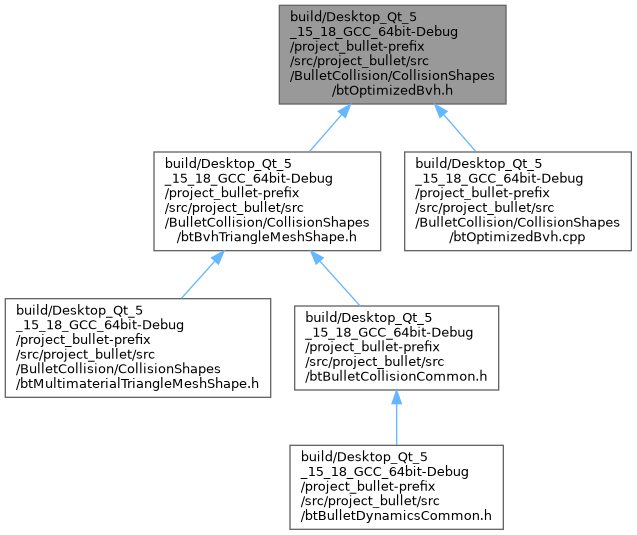 build/Desktop_Qt_5
_15_18_GCC_64bit-Debug
/project_bullet-prefix
/src/project_bullet/src
/BulletCollision/CollisionShapes
/btOptimizedBvh.h
build/Desktop_Qt_5
_15_18_GCC_64bit-Debug
/project_bullet-prefix
/src/project_bullet/src
/BulletCollision/CollisionShapes
/btBvhTriangleMeshShape.h
build/Desktop_Qt_5
_15_18_GCC_64bit-Debug
/project_bullet-prefix
/src/project_bullet/src
/BulletCollision/CollisionShapes
/btOptimizedBvh.cpp
build/Desktop_Qt_5
_15_18_GCC_64bit-Debug
/project_bullet-prefix
/src/project_bullet/src
/BulletCollision/CollisionShapes
/btMultimaterialTriangleMeshShape.h
build/Desktop_Qt_5
_15_18_GCC_64bit-Debug
/project_bullet-prefix
/src/project_bullet/src
/btBulletCollisionCommon.h
build/Desktop_Qt_5
_15_18_GCC_64bit-Debug
/project_bullet-prefix
/src/project_bullet/src
/btBulletDynamicsCommon.h